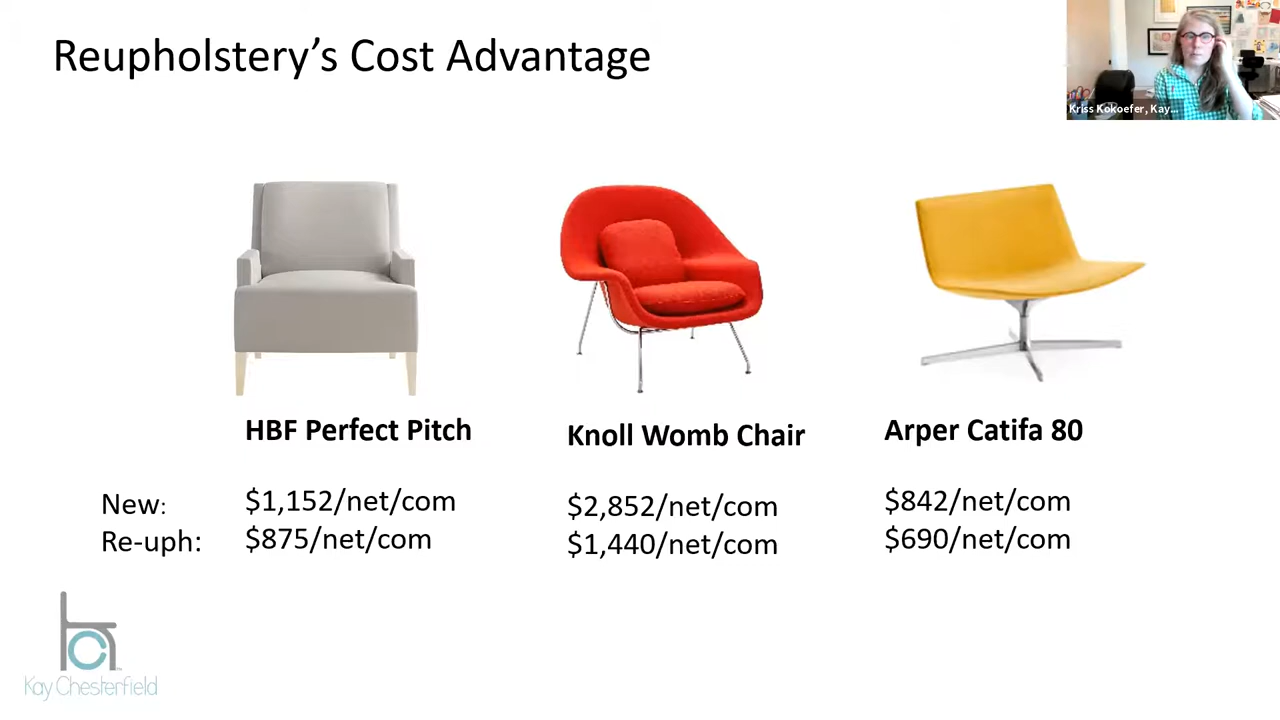 Reupholstery’s Cost Advantage
Kriss Kokoefer, Kay...
HBF Perfect Pitch
Knoll Womb Chair
Arper Catifa 80
New:
$1,152/net/com
$2,852/net/com
$842/net/com
Re-uph:
$875/net/com
$1,440/net/com
$690/net/com
Kay Chesterfield